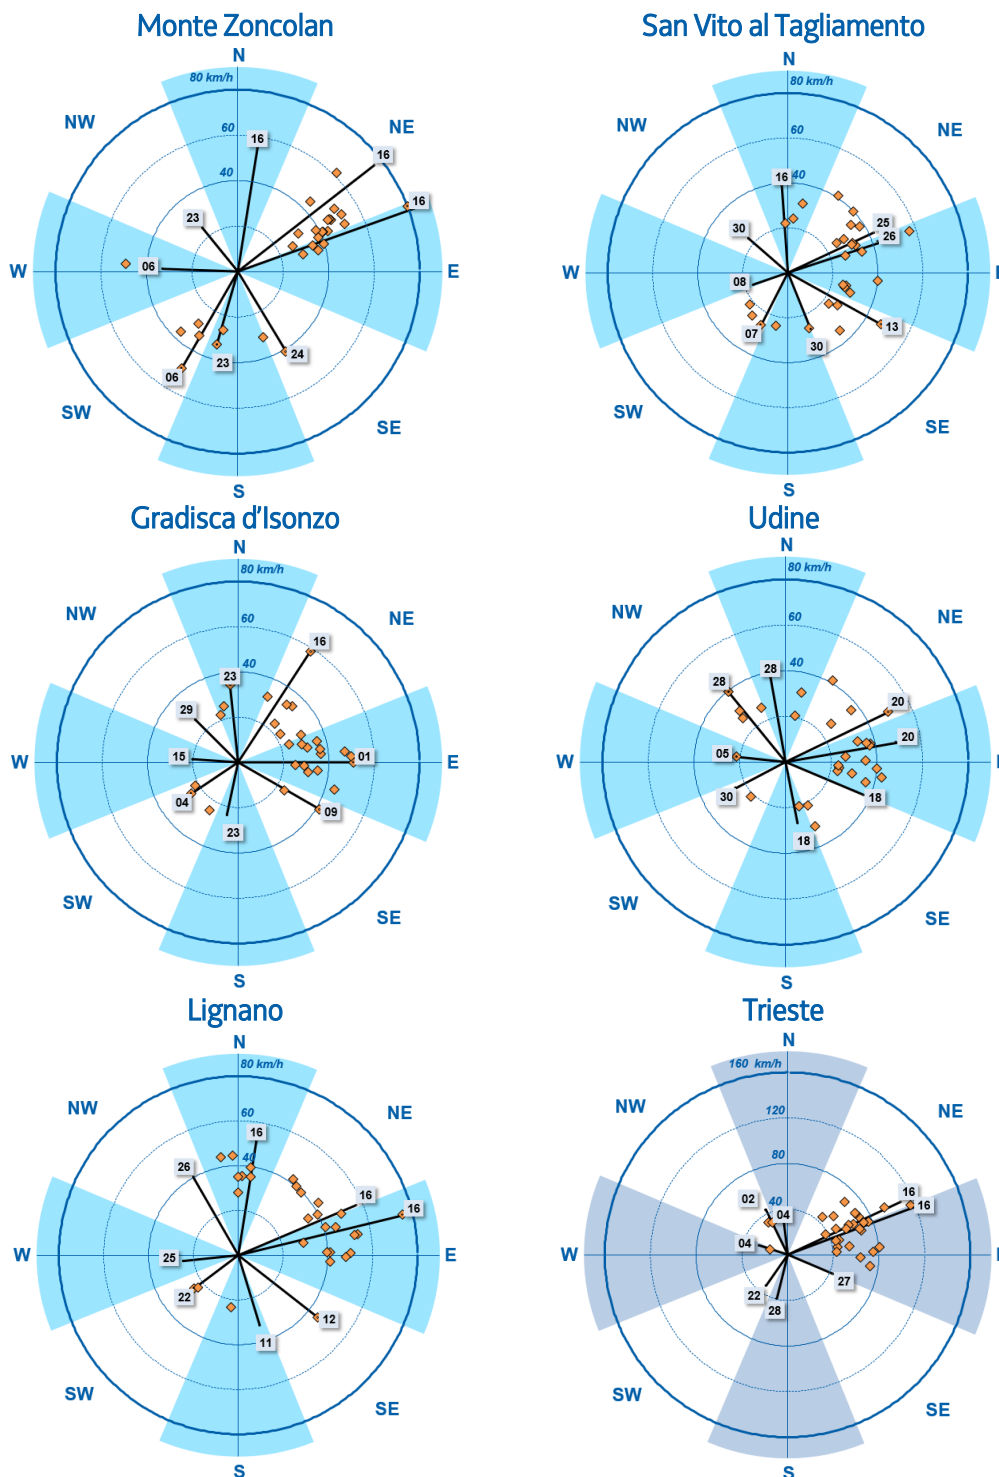 Monte Zoncolan
N
80 km/h
NW
NE
60
16
16
40
16
23
W
06
E
23
24
06
SW
SE
S
San Vito al Tagliamento
N
80 km/h
NW
NE
60
40
16
25
30
26
W
08
13
07
30
SW
SE
S
Gradisca d'Isonzo
N
80 km/h
NW
NE
60
16
40
23
29
15
01
W
E
04
09
23
SW
SE
S
Udine
N
80 km/h
NW
NE
60
40
28
28
20
20
05
W
E
30
18
18
SW
SE
S
Lignano
N
80 km/h
NW
NE
60
16
40
26
16
16
W
25
E
22
12
11
SW
SE
S
Trieste
N
160 km/h
NW
NE
120
80
40
02
04
16
16
04
W
27
22
28
SW
SE
S